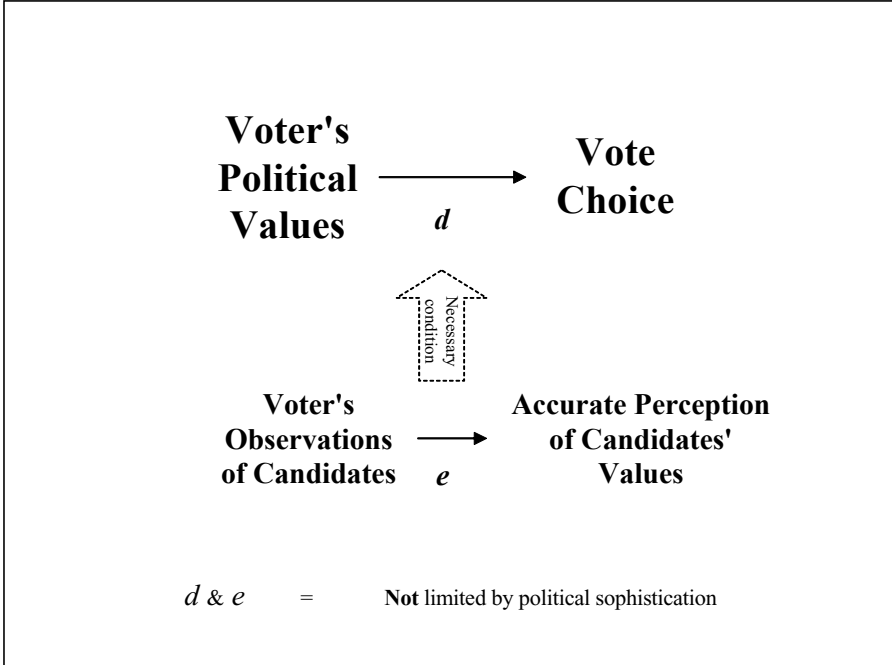 Voter's
Political
Values
Vote
Choice
d
Necessary
condition
Voter's
Observations
of Candidates
Accurate Perception
of Candidates'
Values
e
d & e = Not limited by political sophistication